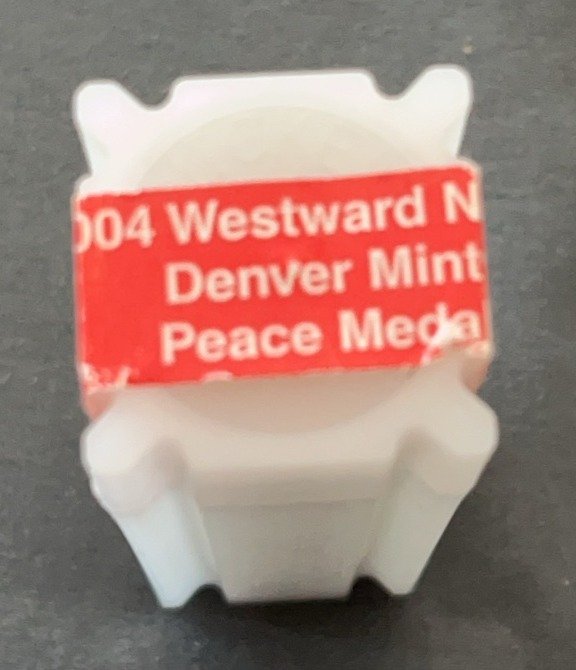 004 Westward N
Denver Mint
Peace Meda